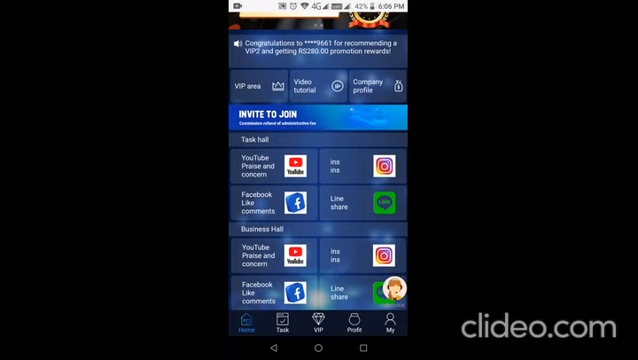 4G 42% 6:06 PM
Congratulations to ****9661 for recommending a
VIP2 and getting RS280.00 promotion rewards!
VIP area
Video
tutorial
Company
profile
INVITE TO JOIN
Commission refund of administrative fee
Task hall
YouTube
Praise and
concern
YouTube
ins
ins
Facebook
Like
comments
Line
share
LINE
Business Hall
YouTube
Praise and
concern
YouTube
ins
ins
Facebook
Like
comments
Line
share
Home
Task
VIP
Profit
My
clideo.com